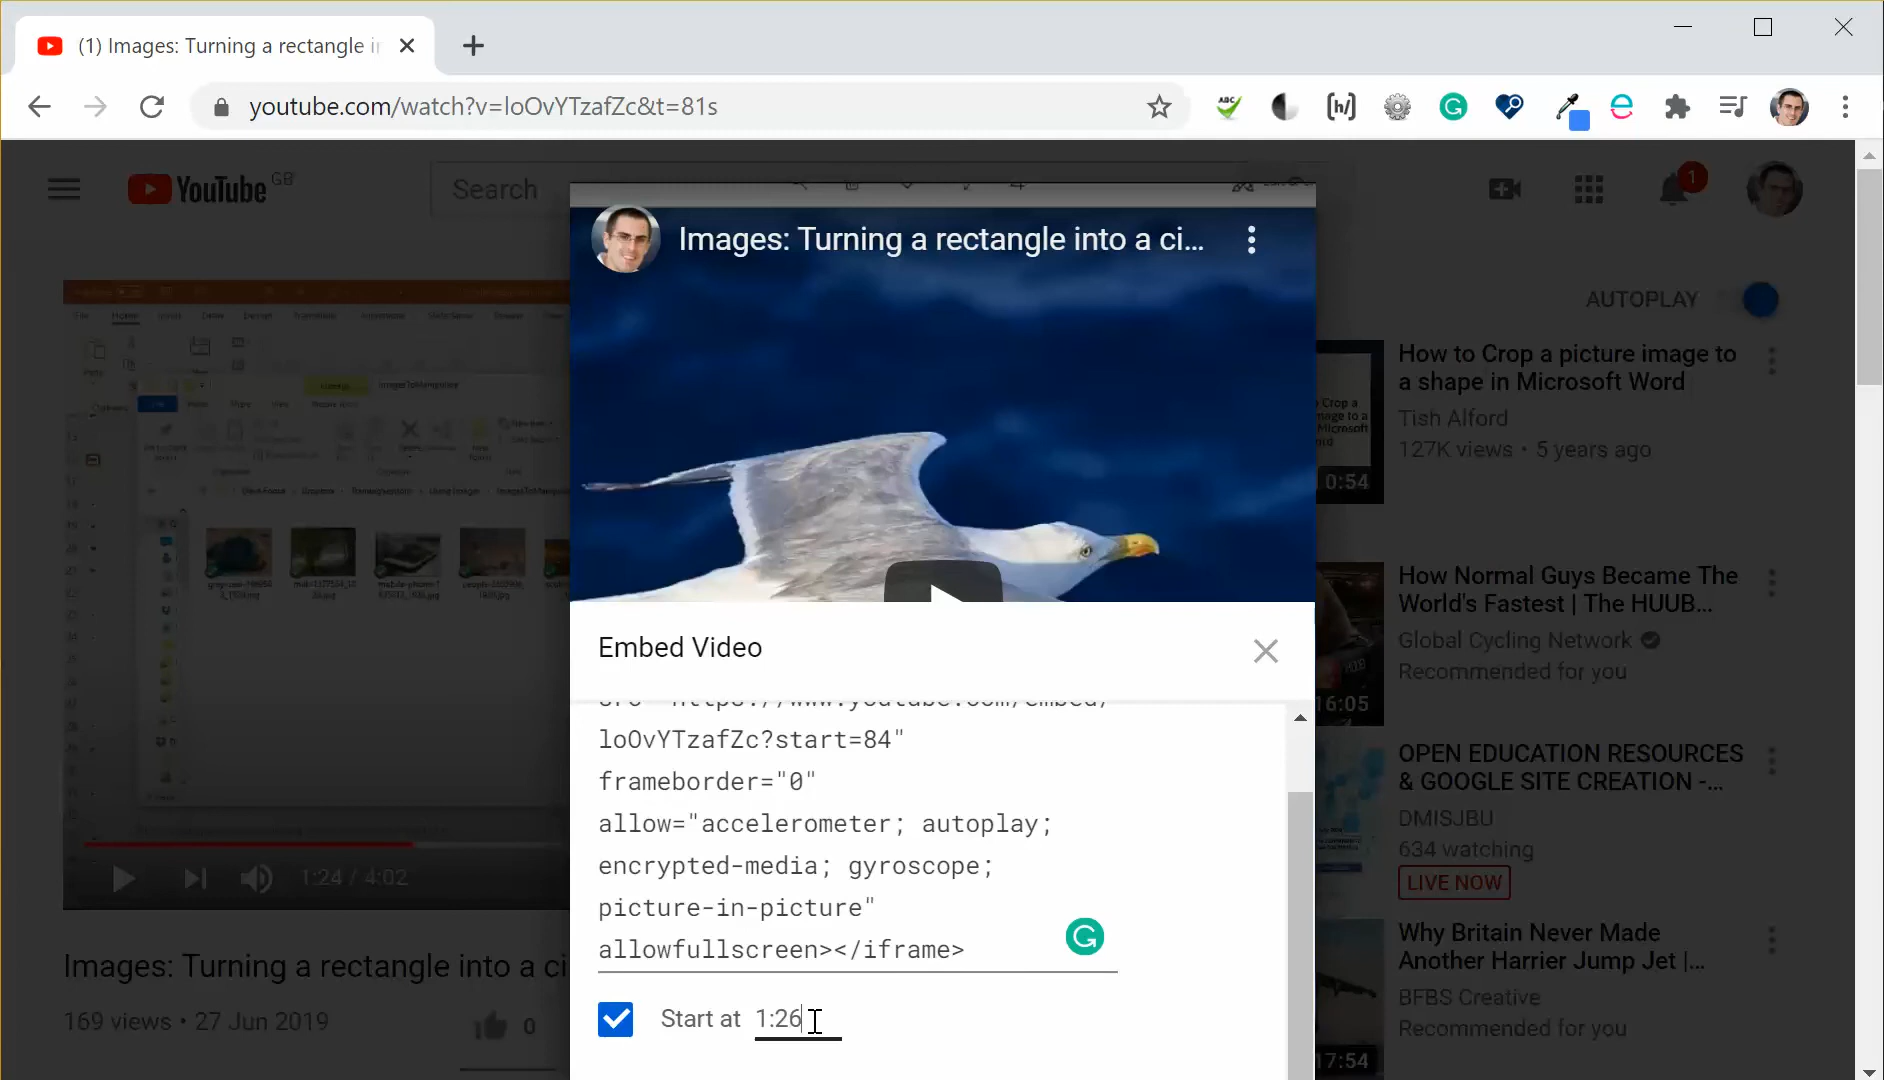 (1) Images: Turning a rectangle i
youtube.com/watch?v=loOvYTzafZc&t=81s
ABC
[h/]
YouTube GB
Search
1
Images: Turning a rectangle into a ci...
AUTOPLAY
How to Crop a picture image to
a shape in Microsoft Word
Tish Alford
127K views • 5 years ago
0:54
How Normal Guys Became The
World's Fastest | The HUUB...
Global Cycling Network
Recommended for you
16:05
Embed Video
loOvYTzafZc?start=84"
frameborder="0"
allow="accelerometer; autoplay;
encrypted-media; gyroscope;
picture-in-picture"
allowfullscreen></iframe>
Start at 1:26
OPEN EDUCATION RESOURCES
& GOOGLE SITE CREATION -...
DMISJBU
634 watching
LIVE NOW
Why Britain Never Made
Another Harrier Jump Jet |...
BFBS Creative
Recommended for you
17:54
1:24 / 4:02
Images: Turning a rectangle into a ci
169 views • 27 Jun 2019
0